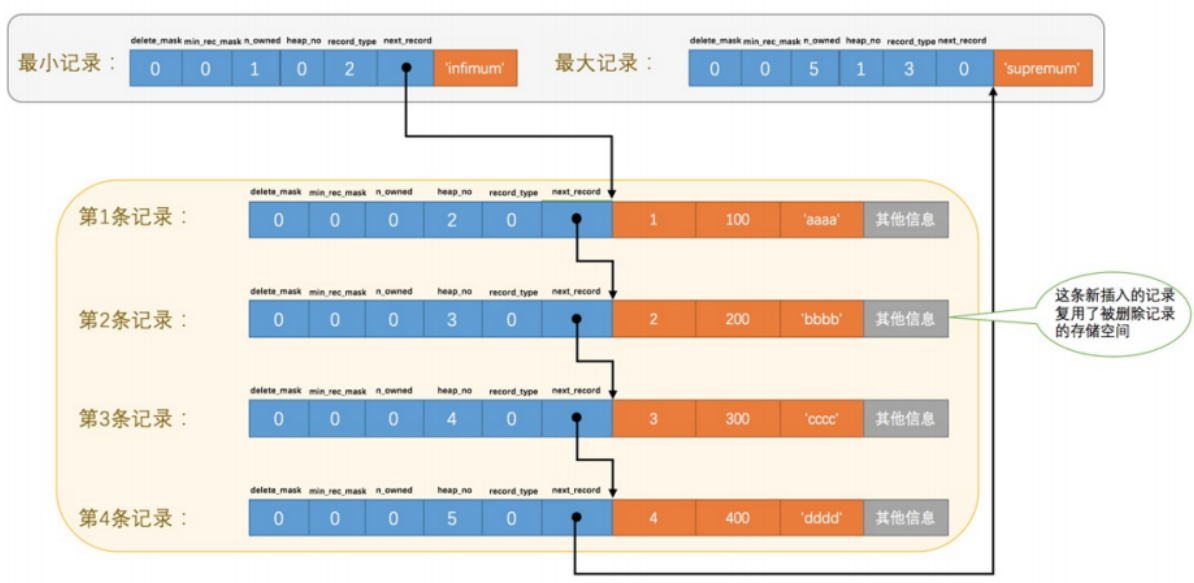 delete_mask min_rec_mask n_owned heap_no record_type next_record
最小记录： 0 0 1 0 2 'infimum'
delete_mask min_rec_mask n_owned heap_no record_type next_record
最大记录： 0 0 5 1 3 0 'supremum'
delete_mask min_rec_mask n_owned heap_no record_type next_record
第1条记录： 0 0 0 2 0 1 100 'aaaa' 其他信息
delete_mask min_rec_mask n_owned heap_no record_type next_record
第2条记录： 0 0 0 3 0 2 200 'bbbb' 其他信息
这条新插入的记录
复用了被删除记录
的存储空间
delete_mask min_rec_mask n_owned heap_no record_type next_record
第3条记录： 0 0 0 4 0 3 300 'cccc' 其他信息
delete_mask min_rec_mask n_owned heap_no record_type next_record
第4条记录： 0 0 0 5 0 4 400 'dddd' 其他信息